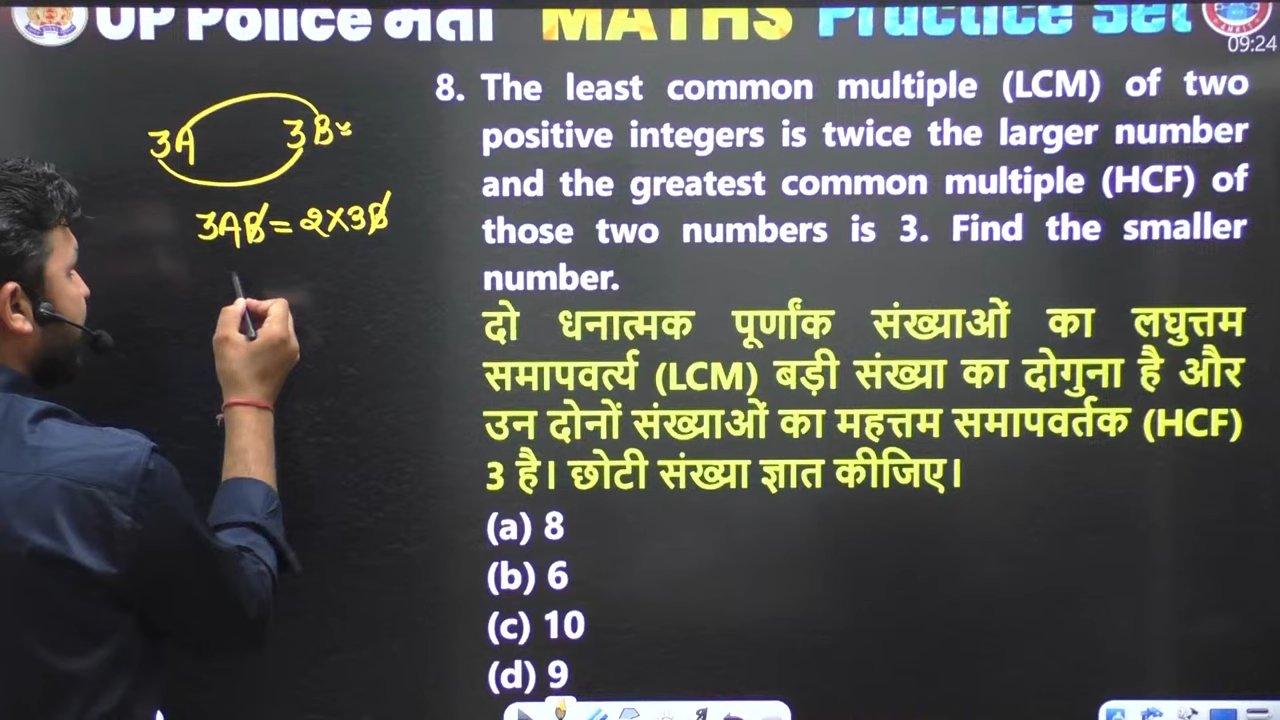 UP Police भर्ती MATHS Practice Set
09:24
3A 3B
3AB = 2×3B
8. The least common multiple (LCM) of two
positive integers is twice the larger number
and the greatest common multiple (HCF) of
those two numbers is 3. Find the smaller
number.
दो धनात्मक पूर्णांक संख्याओं का लघुत्तम
समापवर्त्य (LCM) बड़ी संख्या का दोगुना है और
उन दोनों संख्याओं का महत्तम समापवर्तक (HCF)
3 है। छोटी संख्या ज्ञात कीजिए।
(a) 8
(b) 6
(c) 10
(d) 9